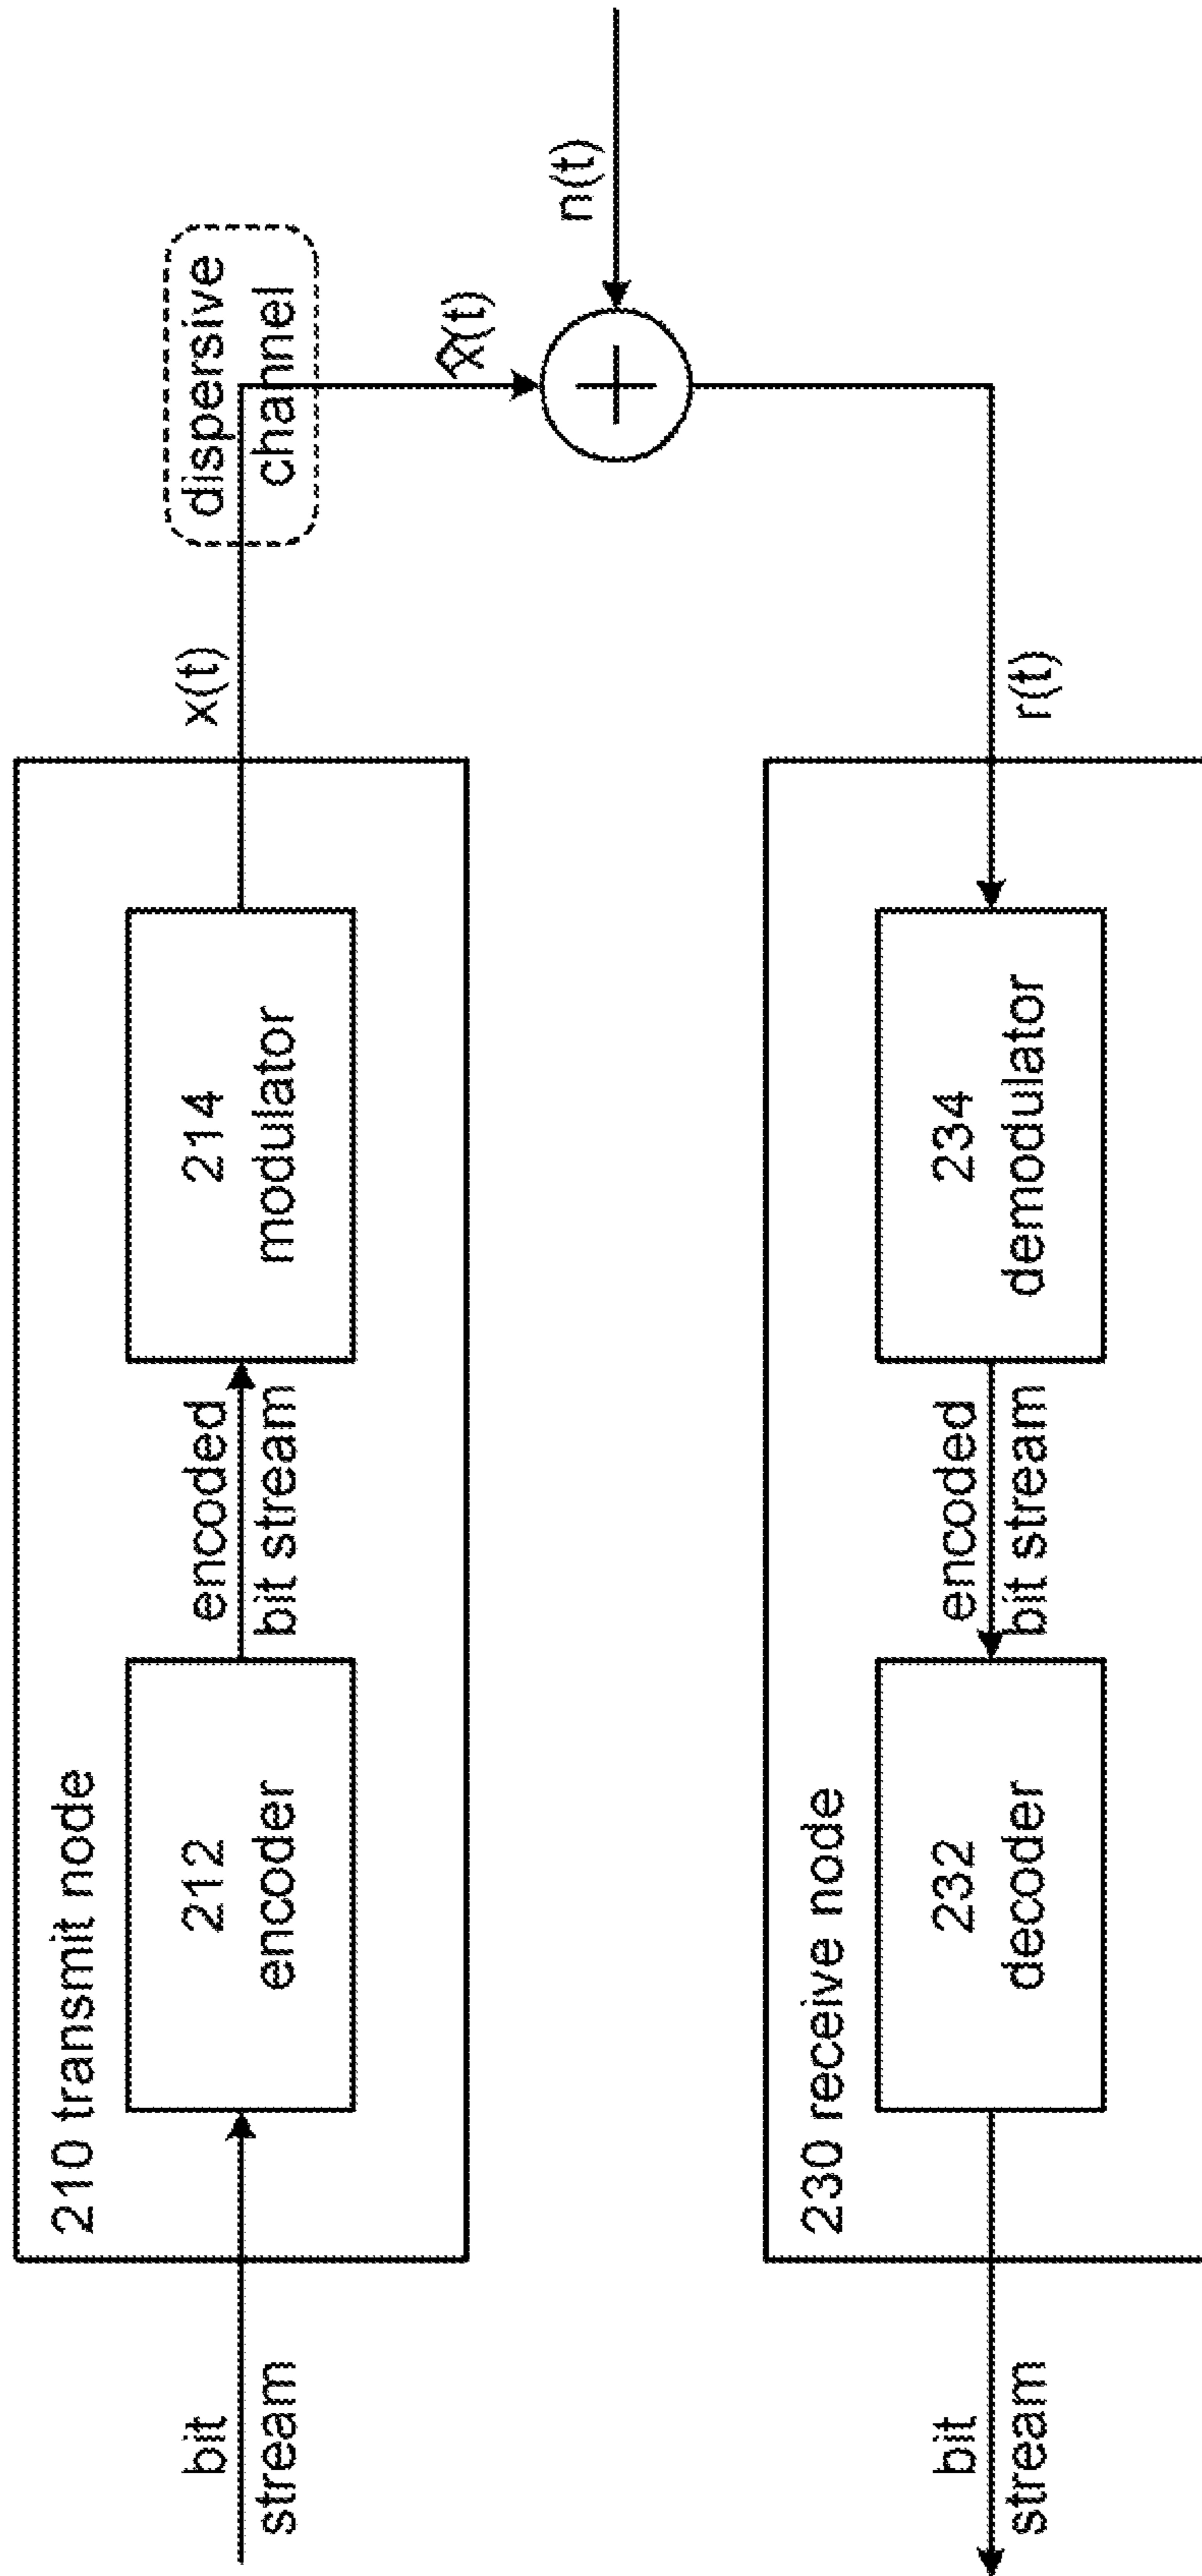 bit
stream
210 transmit node
212
encoder
encoded
bit stream
214
modulator
x(t)
dispersive
channel
x̂(t)
n(t)
r(t)
230 receive node
234
demodulator
encoded
bit stream
232
decoder
bit
stream